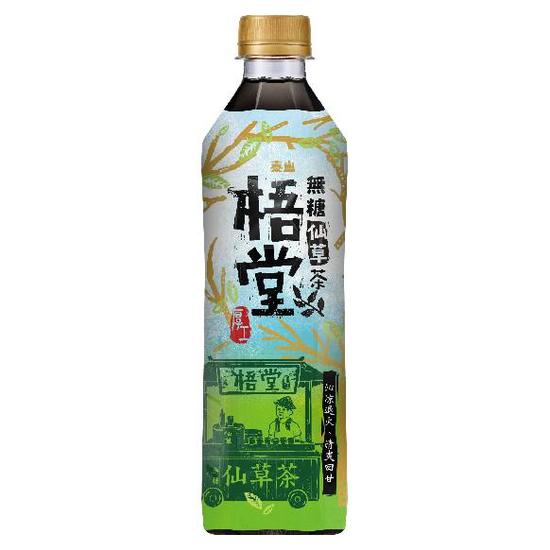 泰山
無糖仙草茶
梧堂
厚工
梧堂
沁涼退火、清爽回甘
仙草茶